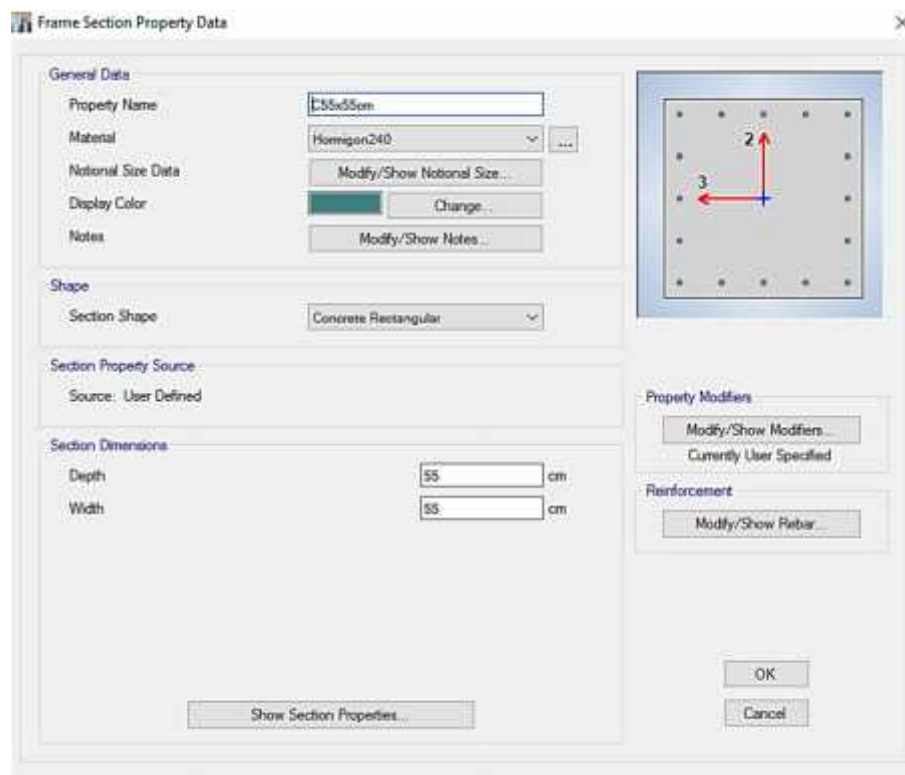 Frame Section Property Data
General Data
Property Name
C55x55cm
Material
Hormigon240
...
Notional Size Data
Modify/Show Notional Size...
Display Color
Change...
Notes
Modify/Show Notes...
Shape
Section Shape
Concrete Rectangular
Section Property Source
Source: User Defined
Section Dimensions
Depth
55
cm
Width
55
cm
Show Section Properties...
2
3
Property Modifiers
Modify/Show Modifiers...
Currently User Specified
Reinforcement
Modify/Show Rebar...
OK
Cancel